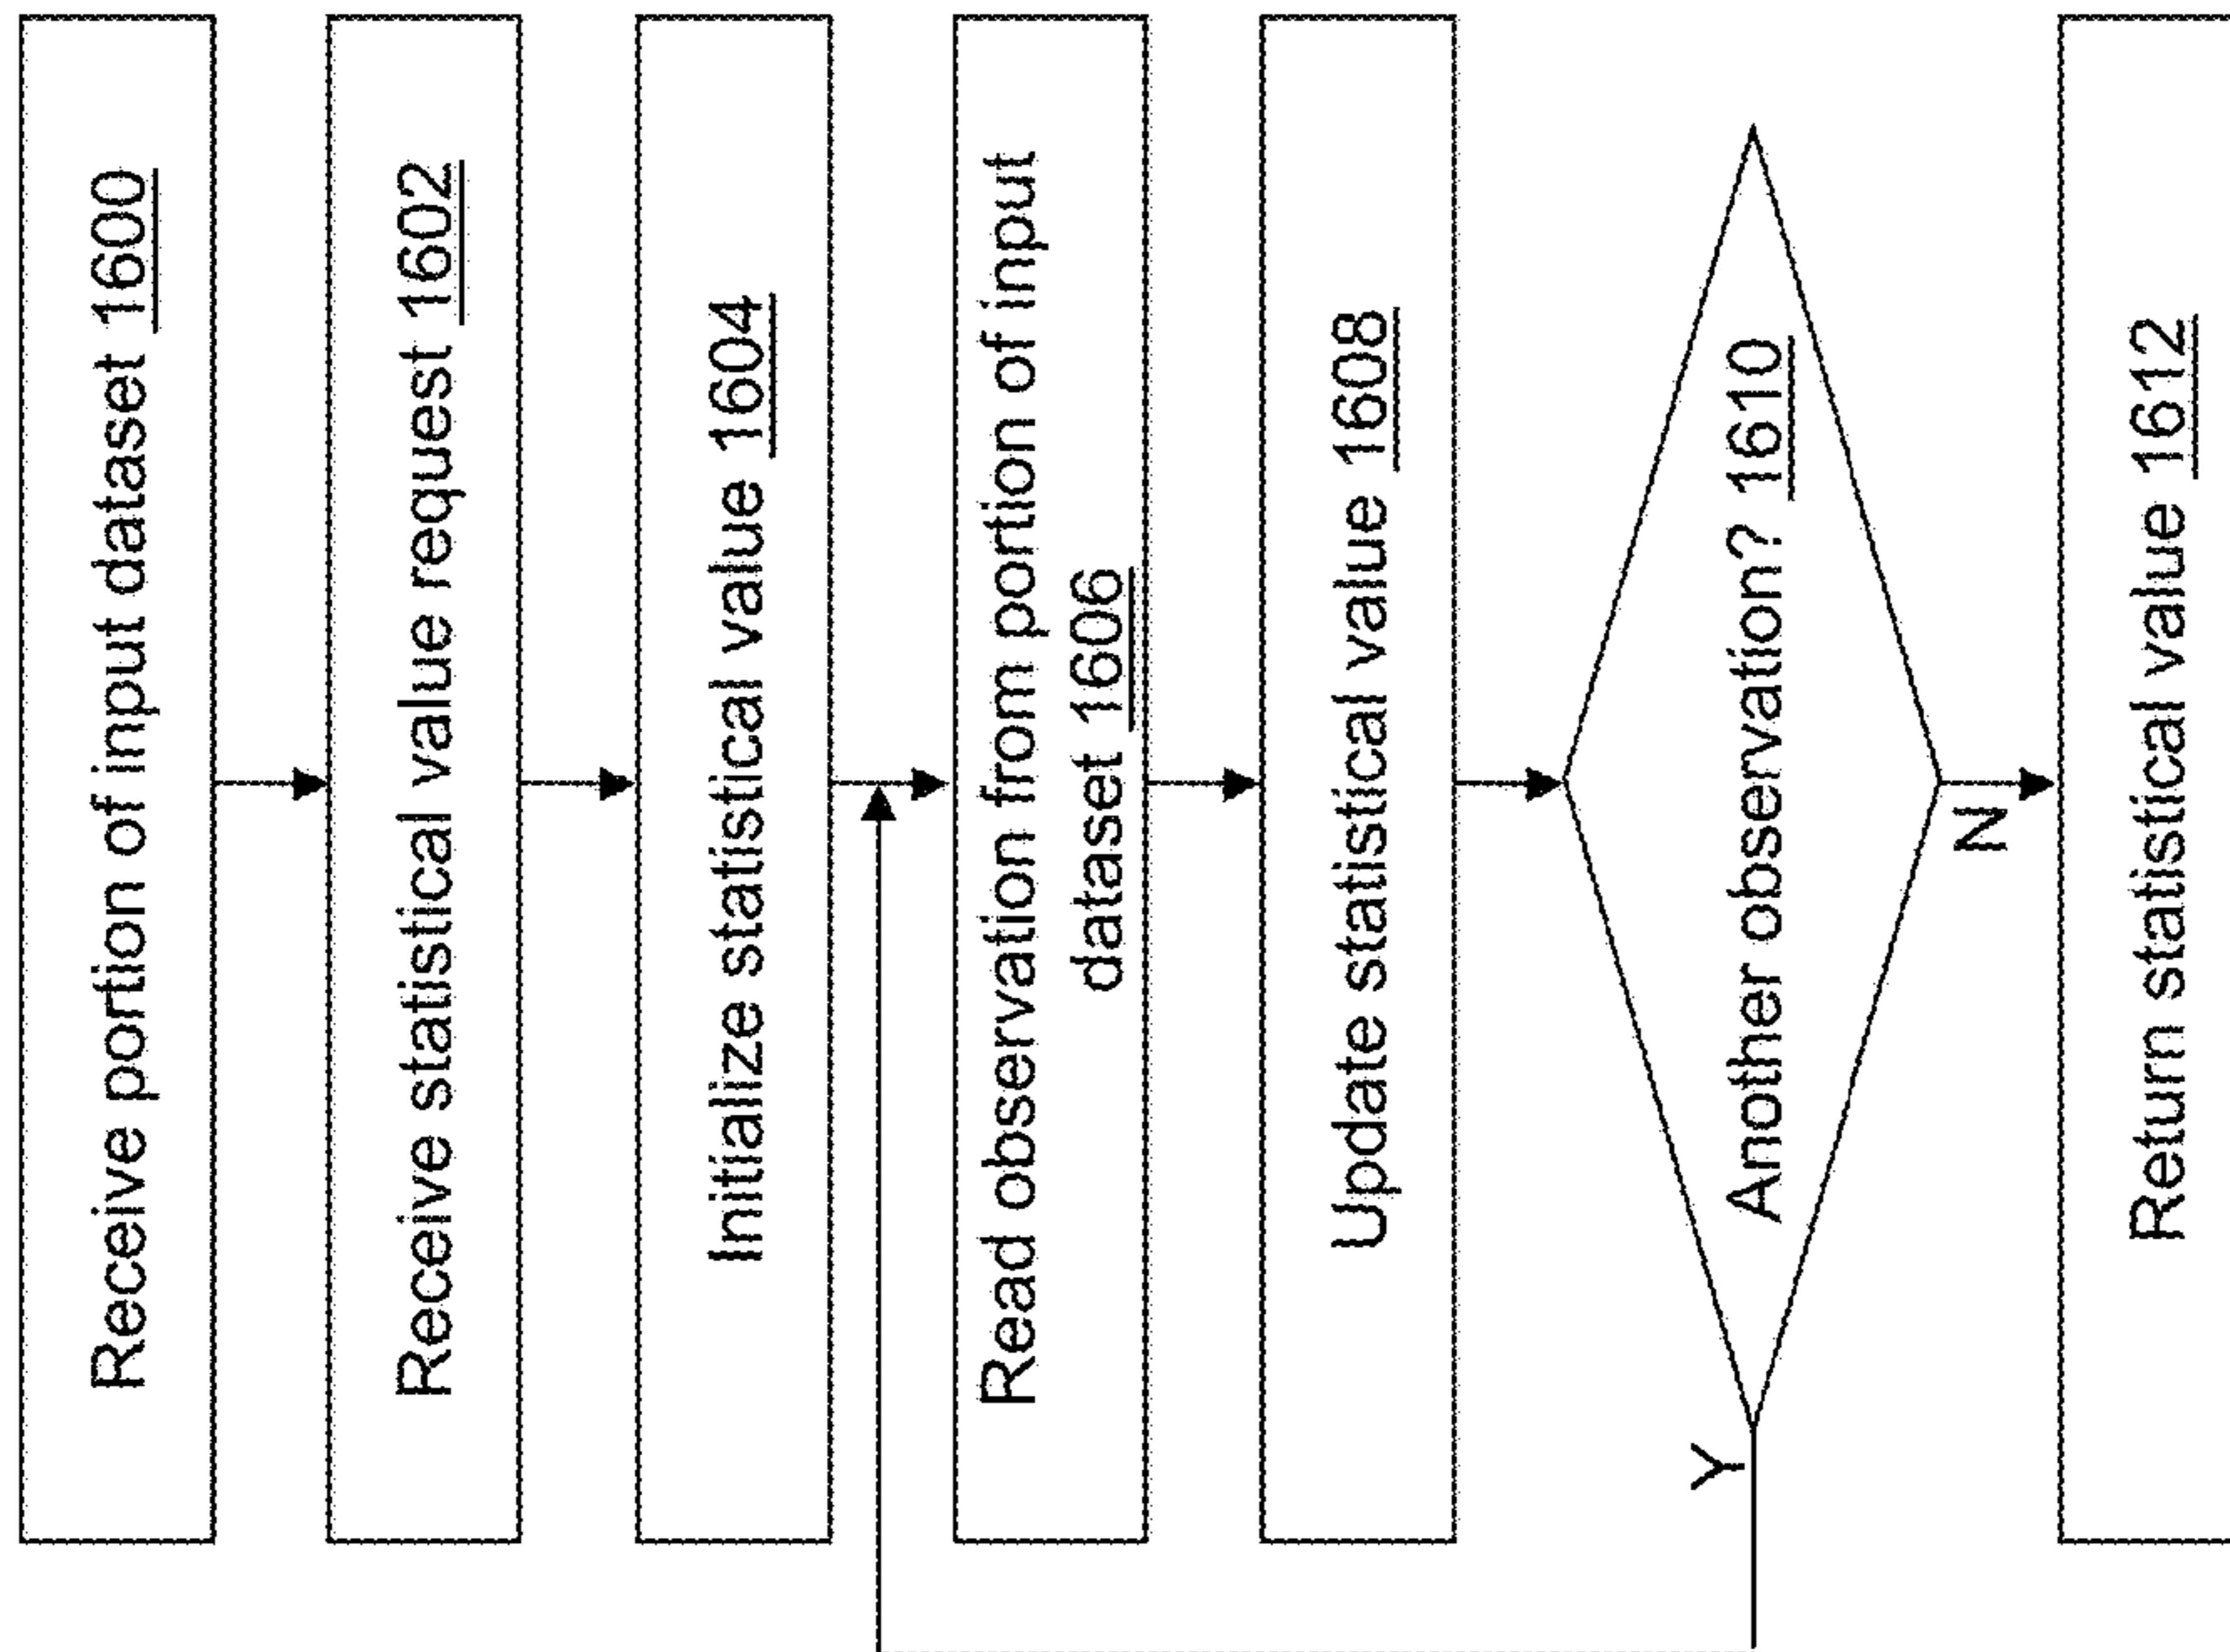 Receive portion of input dataset 1600
Receive statistical value request 1602
Initialize statistical value 1604
Read observation from portion of input
dataset 1606
Update statistical value 1608
Another observation? 1610
Y
N
Return statistical value 1612